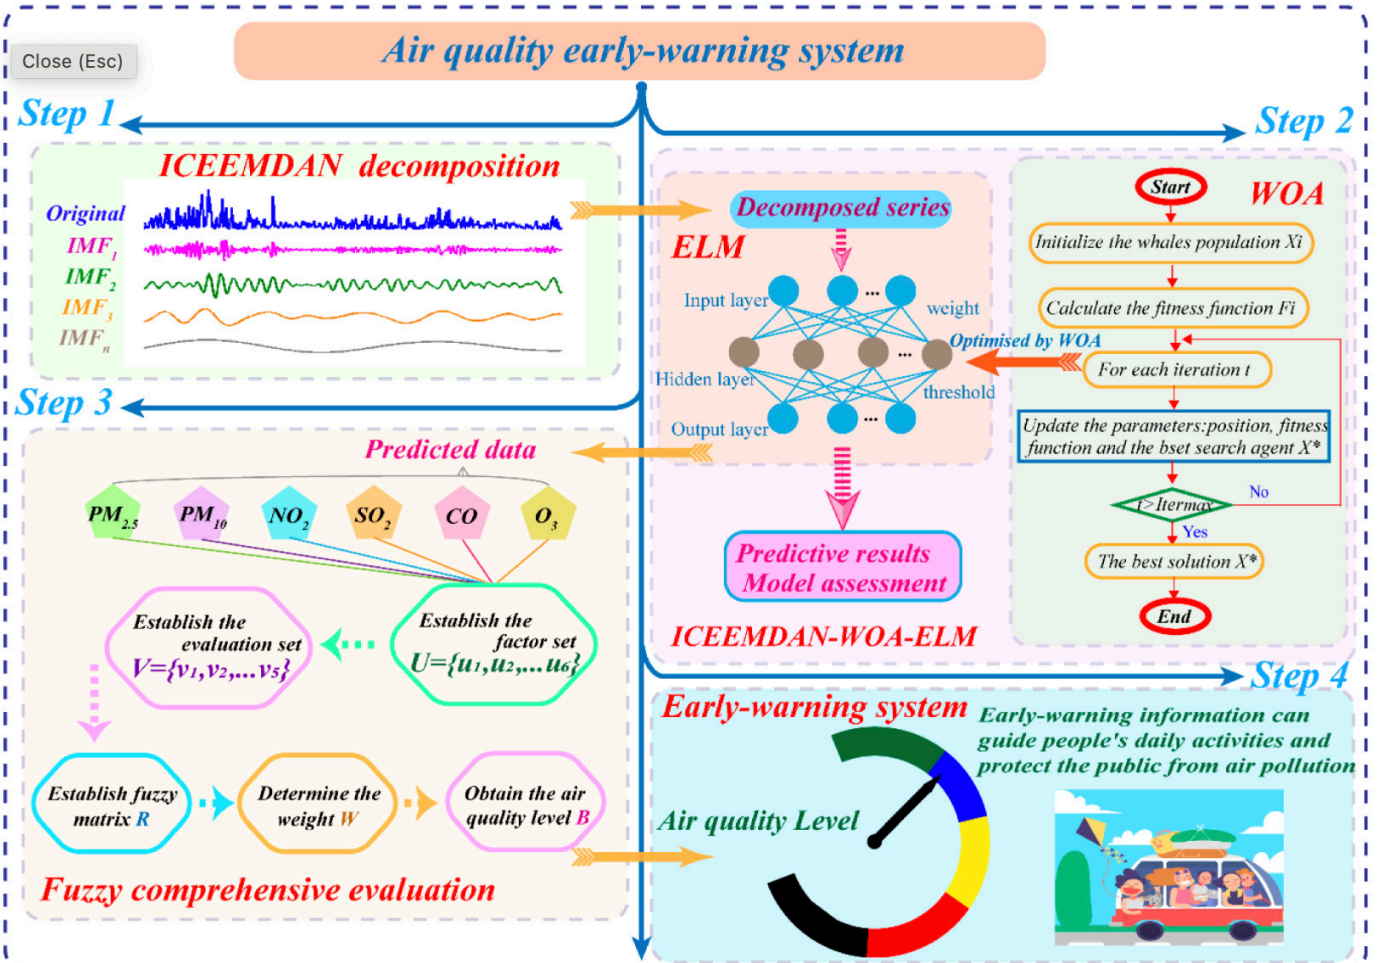 Air quality early-warning system
Close (Esc)
Step 1
Step 2
ICEEMDAN decomposition
Original
IMF1
IMF2
IMF3
IMFn
Decomposed series
ELM
Input layer
weight
Optimised by WOA
Hidden layer
threshold
Output layer
Predictive results
Model assessment
ICEEMDAN-WOA-ELM
WOA
Start
Initialize the whales population Xi
Calculate the fitness function Fi
For each iteration t
Update the parameters:position, fitness
function and the bset search agent X*
t>Itermax
No
Yes
The best solution X*
End
Step 3
Predicted data
PM2.5
PM10
NO2
SO2
CO
O3
Establish the
factor set
U={u1,u2,...u6}
Establish the
evaluation set
V={v1,v2,...v5}
Establish fuzzy
matrix R
Determine the
weight W
Obtain the air
quality level B
Fuzzy comprehensive evaluation
Step 4
Early-warning system
Early-warning information can
guide people's daily activities and
protect the public from air pollution
Air quality Level